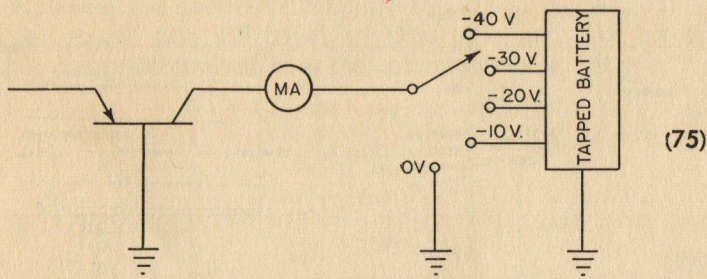 -40 V
-30 V.
-20 V.
-10 V.
0V
MA
TAPPED BATTERY
(75)